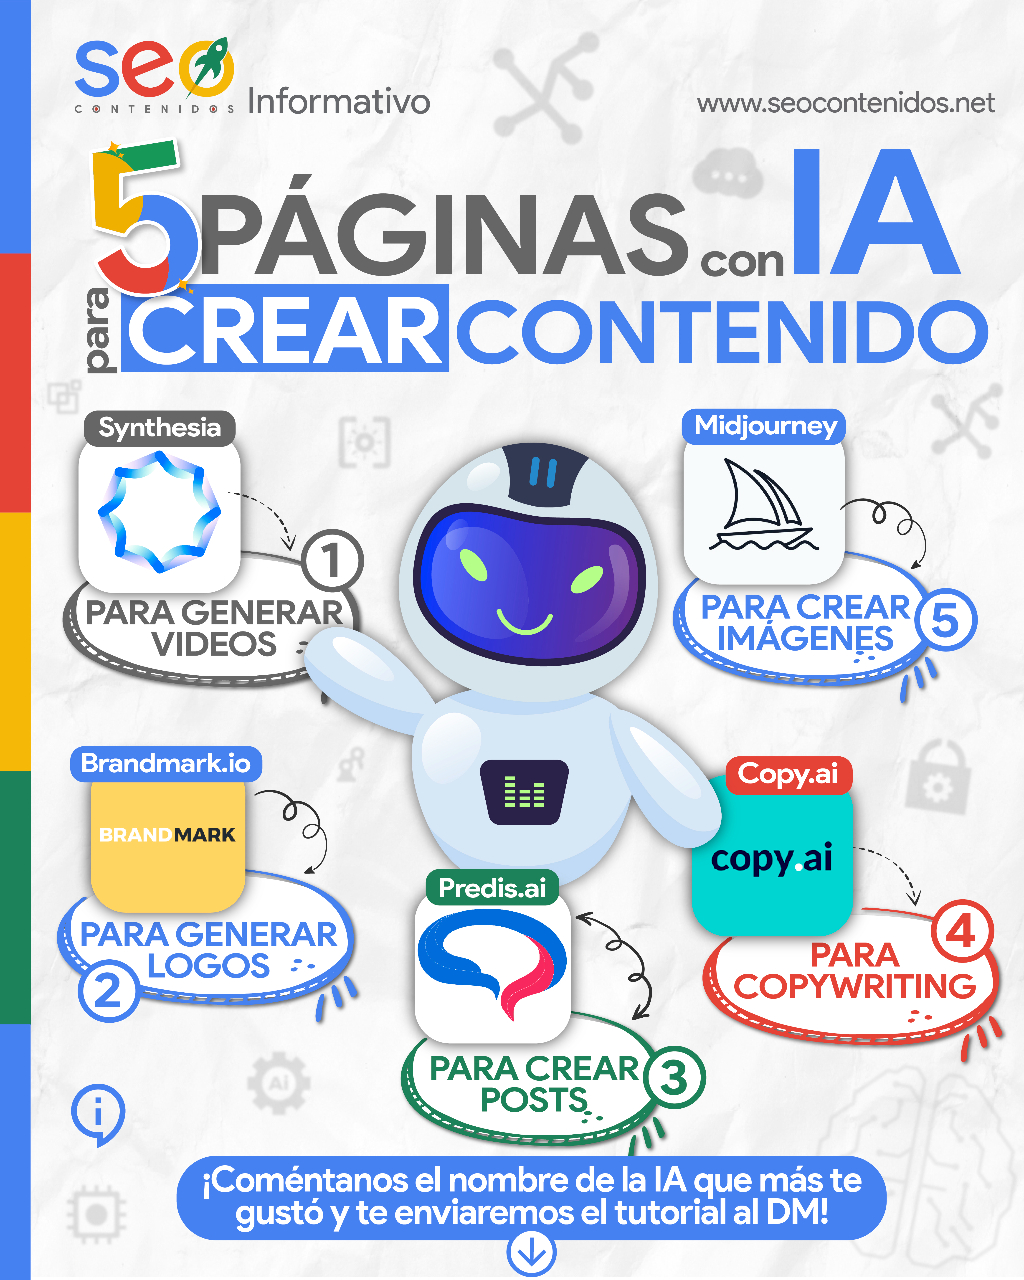 seo
CONTENIDOS
Informativo
www.seocontenidos.net
5 PÁGINAS con IA
para CREAR CONTENIDO
Synthesia
1
PARA GENERAR
VIDEOS
Midjourney
PARA CREAR
IMÁGENES
5
Brandmark.io
BRANDMARK
PARA GENERAR
LOGOS
2
Predis.ai
PARA CREAR
POSTS
3
Copy.ai
copy.ai
4
PARA
COPYWRITING
AI
i
¡Coméntanos el nombre de la IA que más te
gustó y te enviaremos el tutorial al DM!